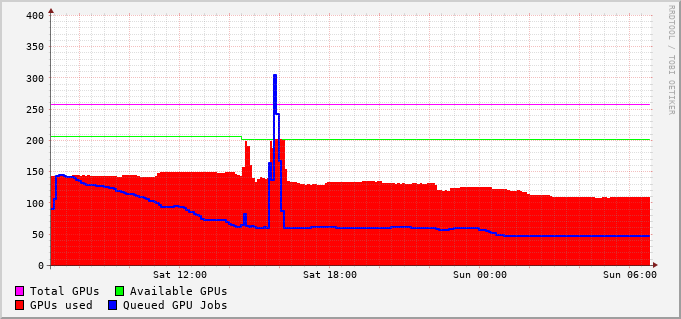 400
350
300
250
200
150
100
50
0
Sat 12:00 Sat 18:00 Sun 00:00 Sun 06:00
Total GPUs Available GPUs
GPUs used Queued GPU Jobs
RRDTOOL / TOBI OETIKER